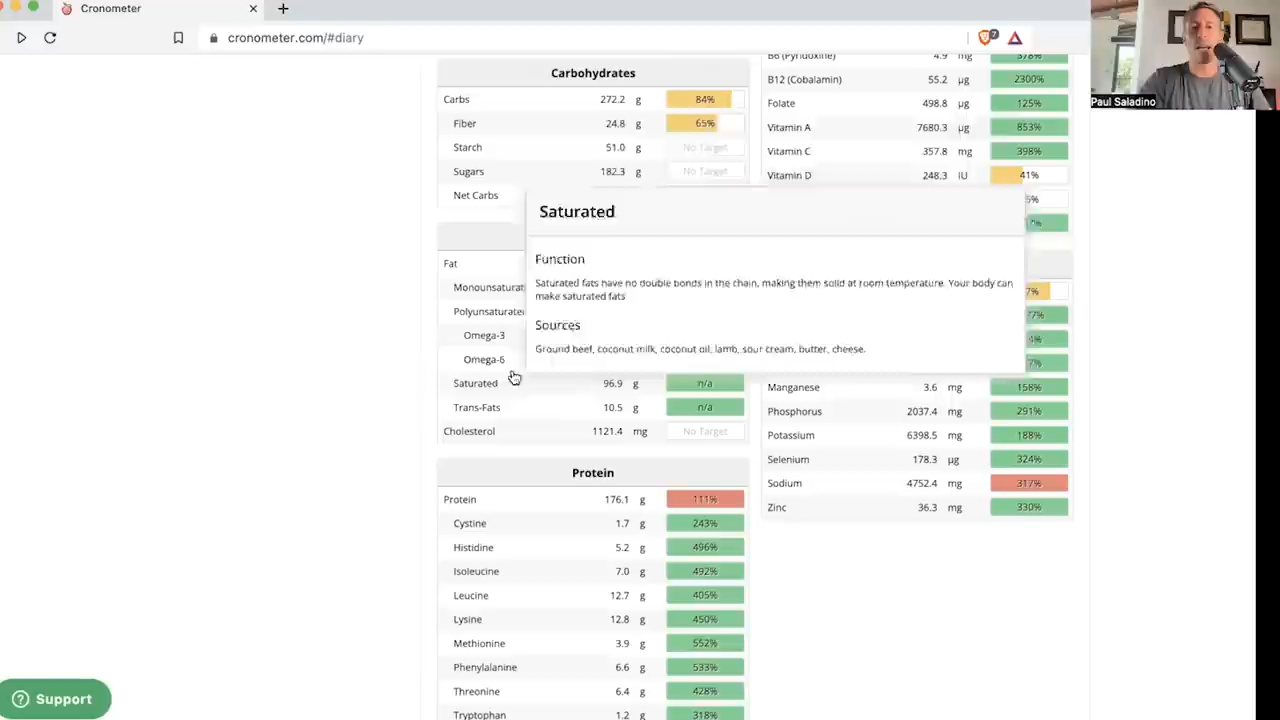 Cronometer
cronometer.com/#diary
7
Paul Saladino
Carbohydrates
Carbs 272.2 g 84%
Fiber 24.8 g 65%
Starch 51.0 g No Target
Sugars 182.3 g No Target
Net Carbs
Fat
Monounsaturat
Polyunsaturate
Omega-3
Omega-6
Saturated 96.9 g n/a
Trans-Fats 10.5 g n/a
Cholesterol 1121.4 mg No Target
Protein
Protein 176.1 g 111%
Cystine 1.7 g 243%
Histidine 5.2 g 496%
Isoleucine 7.0 g 492%
Leucine 12.7 g 405%
Lysine 12.8 g 450%
Methionine 3.9 g 552%
Phenylalanine 6.6 g 533%
Threonine 6.4 g 428%
Tryptophan 1.2 g 318%
B6 (Pyridoxine) 4.9 mg 378%
B12 (Cobalamin) 55.2 µg 2300%
Folate 498.8 µg 125%
Vitamin A 7680.3 µg 853%
Vitamin C 357.8 mg 398%
Vitamin D 248.3 IU 41%
Saturated
Function
Saturated fats have no double bonds in the chain, making them solid at room temperature. Your body can
make saturated fats
Sources
Ground beef, coconut milk, coconut oil, lamb, sour cream, butter, cheese.
Manganese 3.6 mg 158%
Phosphorus 2037.4 mg 291%
Potassium 6398.5 mg 188%
Selenium 178.3 µg 324%
Sodium 4752.4 mg 317%
Zinc 36.3 mg 330%
Support